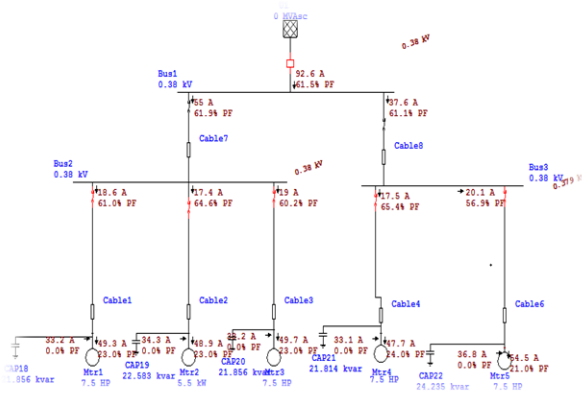 0 MVAsc
0.38 kV
92.6 A
61.5% PF
Bus1
0.38 kV
55 A
61.9% PF
37.6 A
61.1% PF
Cable7
Cable8
Bus2
0.38 kV
0.38 kV
Bus3
0.38 kV
0.379
18.6 A
61.0% PF
17.4 A
64.6% PF
19 A
60.2% PF
17.5 A
65.4% PF
20.1 A
56.9% PF
Cable1
Cable2
Cable3
Cable4
Cable6
33.2 A
0.0% PF
49.3 A
23.0% PF
34.3 A
0.0% PF
48.9 A
23.0% PF
0.0% PF
49.7 A
23.0% PF
33.1 A
0.0% PF
47.7 A
24.0% PF
36.8 A
0.0% PF
54.5 A
21.0% PF
CAP18
21.856 kvar
Mtr1
7.5 HP
CAP19
22.583 kvar
Mtr2
5.5 kW
CAP20
21.856 kvar
Mtr3
7.5 HP
CAP21
21.814 kvar
Mtr4
7.5 HP
CAP22
24.235 kvar
Mtr5
7.5 HP